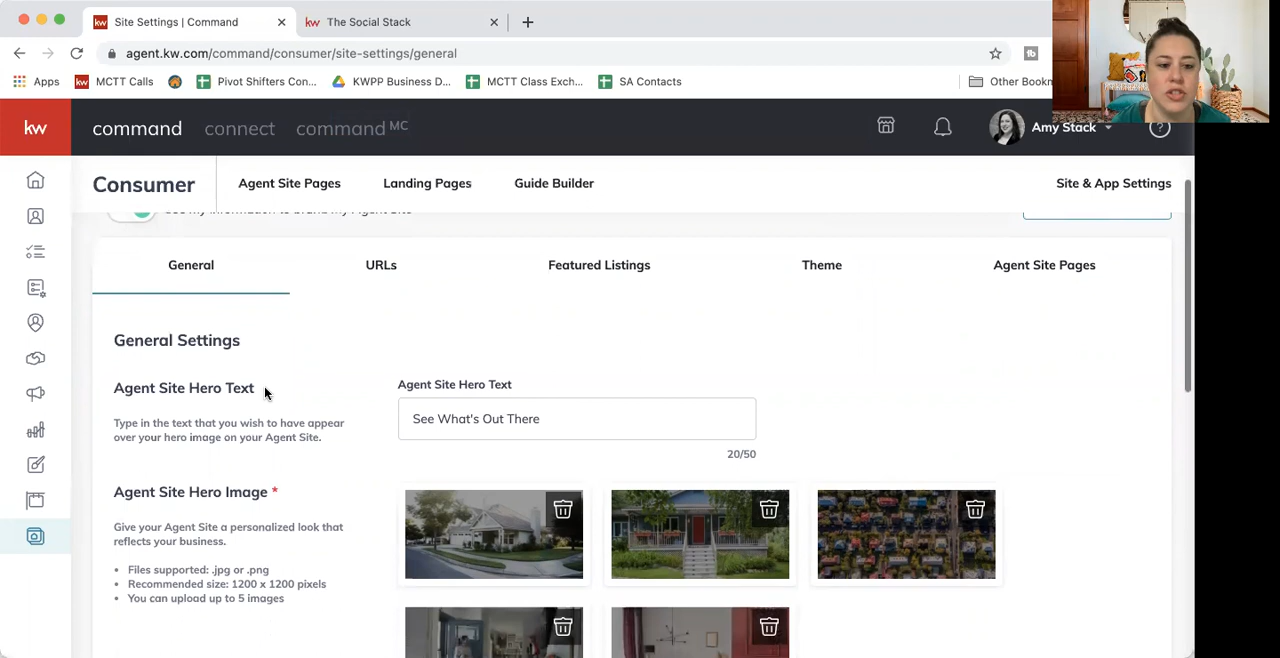 kw Site Settings | Command
kw The Social Stack
agent.kw.com/command/consumer/site-settings/general
Apps
kw MCTT Calls
Pivot Shifters Con...
KWPP Business D...
MCTT Class Exch...
SA Contacts
Other Bookm
kw
command connect command MC
Amy Stack
?
Consumer
Agent Site Pages
Landing Pages
Guide Builder
Site & App Settings
General
URLs
Featured Listings
Theme
Agent Site Pages
General Settings
Agent Site Hero Text
Type in the text that you wish to have appear
over your hero image on your Agent Site.
Agent Site Hero Text
See What's Out There
20/50
Agent Site Hero Image *
Give your Agent Site a personalized look that
reflects your business.
• Files supported: .jpg or .png
• Recommended size: 1200 x 1200 pixels
• You can upload up to 5 images